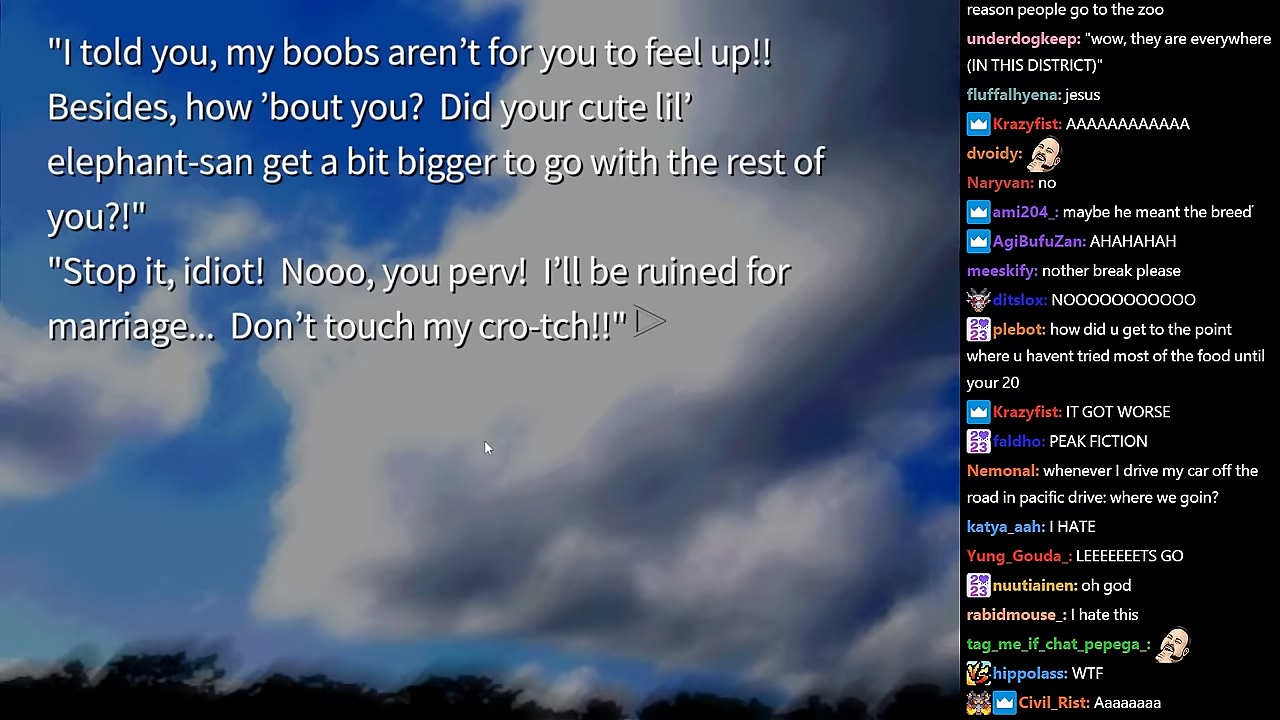 "I told you, my boobs aren’t for you to feel up!!
Besides, how ’bout you?  Did your cute lil’
elephant-san get a bit bigger to go with the rest of
you?!"
"Stop it, idiot!  Nooo, you perv!  I’ll be ruined for
marriage...  Don’t touch my cro-tch!!"
reason people go to the zoo
underdogkeep: "wow, they are everywhere
(IN THIS DISTRICT)"
fluffalhyena: jesus
Krazyfist: AAAAAAAAAAAA
dvoidy:
Naryvan: no
ami204_: maybe he meant the breed
AgiBufuZan: AHAHAHAH
meeskify: nother break please
ditslox: NOOOOOOOOOOO
plebot: how did u get to the point
where u havent tried most of the food until
your 20
Krazyfist: IT GOT WORSE
faldho: PEAK FICTION
Nemonal: whenever I drive my car off the
road in pacific drive: where we goin?
katya_aah: I HATE
Yung_Gouda_: LEEEEEEETS GO
nuutiainen: oh god
rabidmouse_: I hate this
tag_me_if_chat_pepega_:
hippolass: WTF
Civil_Rist: Aaaaaaaa